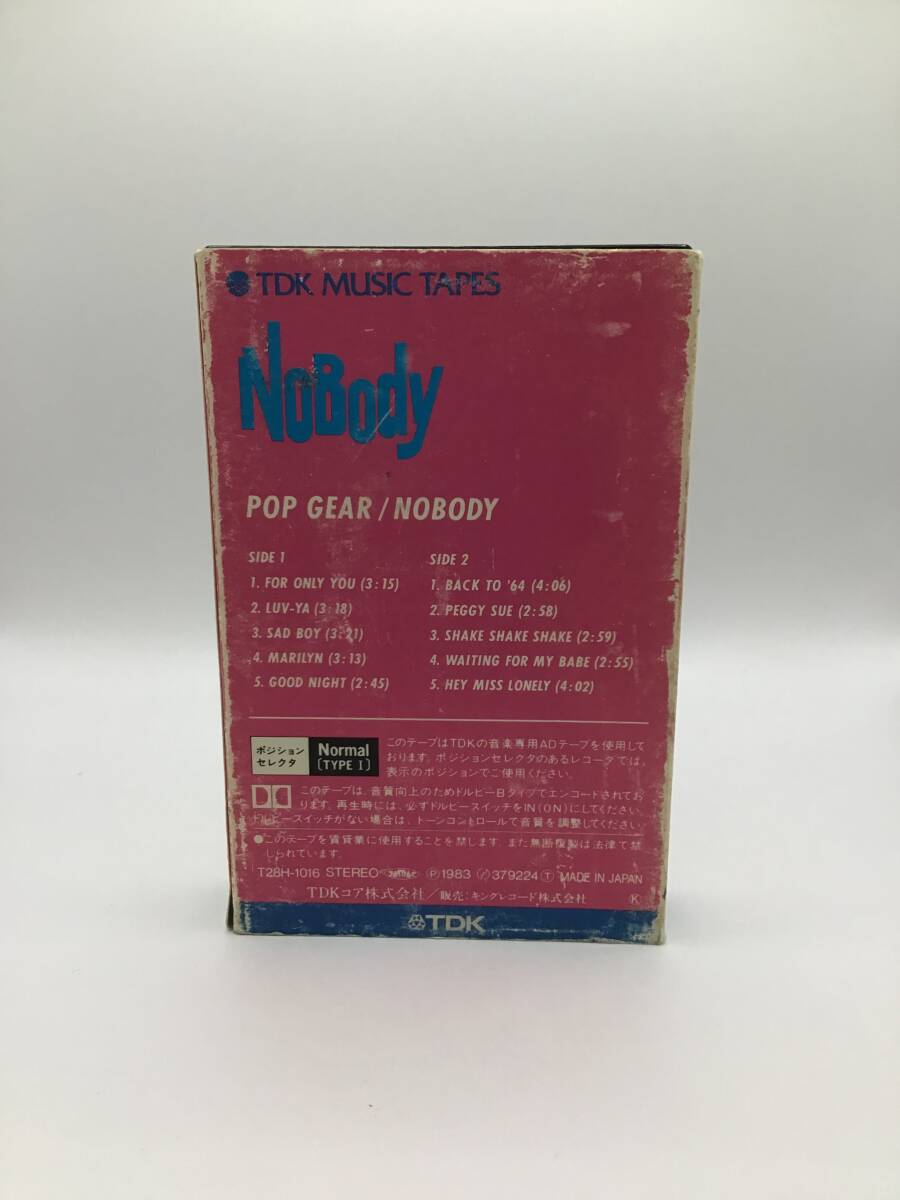 TDK MUSIC TAPES
NoBody
POP GEAR / NOBODY
SIDE 1
1. FOR ONLY YOU (3:15)
2. LUV-YA (3:18)
3. SAD BOY (3:21)
4. MARILYN (3:13)
5. GOOD NIGHT (2:45)
SIDE 2
1. BACK TO '64 (4:06)
2. PEGGY SUE (2:58)
3. SHAKE SHAKE SHAKE (2:59)
4. WAITING FOR MY BABE (2:55)
5. HEY MISS LONELY (4:02)
ポジション
セレクタ
Normal
(TYPE I)
このテープはTDKの音楽専用ADテープを使用して
おります。ポジションセレクタのあるレコーダでは、
表示のポジションでご使用ください。
このテープは、音質向上のためドルビーBタイプでエンコードされてお
ります。再生時には、必ずドルビースイッチをIN(ON)にしてください。
ドルビースイッチがない場合は、トーンコントロールで音質を調整してください
●このテープを賃貸業に使用することを禁します。また無断複製は法律で禁
しられています。
T28H-1016 STEREO Ⓟ1983 379224 Ⓣ MADE IN JAPAN
TDKコア株式会社/販売:キングレコード株式会社 Ⓚ
TDK